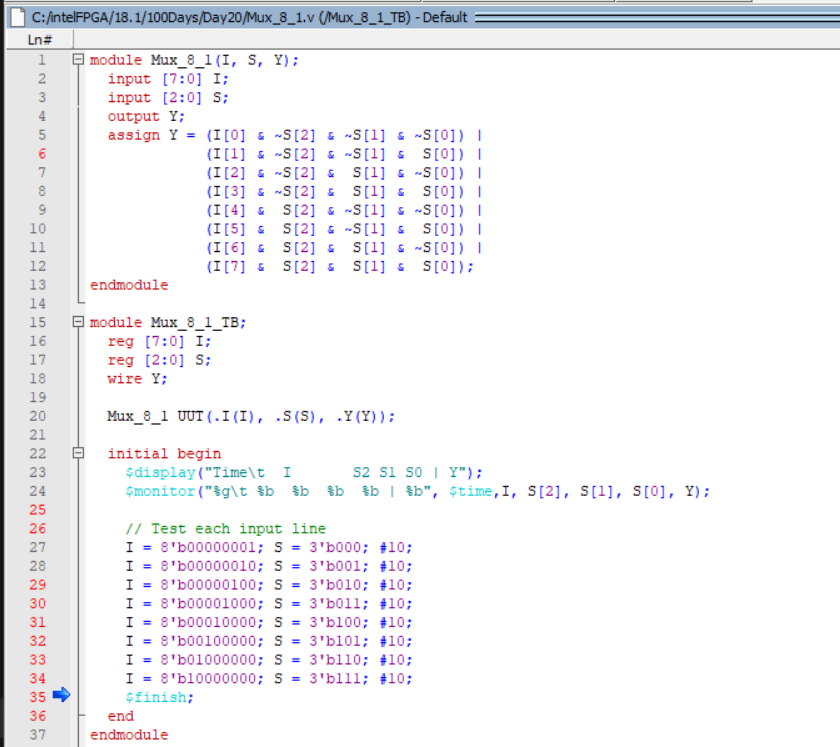 C:/intelFPGA/18.1/100Days/Day20/Mux_8_1.v (/Mux_8_1_TB) - Default
Ln#
1 module Mux_8_1(I, S, Y);
2   input [7:0] I;
3   input [2:0] S;
4   output Y;
5   assign Y = (I[0] & ~S[2] & ~S[1] & ~S[0]) |
6              (I[1] & ~S[2] & ~S[1] &  S[0]) |
7              (I[2] & ~S[2] &  S[1] & ~S[0]) |
8              (I[3] & ~S[2] &  S[1] &  S[0]) |
9              (I[4] &  S[2] & ~S[1] & ~S[0]) |
10              (I[5] &  S[2] & ~S[1] &  S[0]) |
11              (I[6] &  S[2] &  S[1] & ~S[0]) |
12              (I[7] &  S[2] &  S[1] &  S[0]);
13 endmodule
14
15 module Mux_8_1_TB;
16   reg [7:0] I;
17   reg [2:0] S;
18   wire Y;
19
20   Mux_8_1 UUT(.I(I), .S(S), .Y(Y));
21
22   initial begin
23     $display("Time\t  I       S2 S1 S0 | Y");
24     $monitor("%g\t %b  %b  %b  %b | %b", $time,I, S[2], S[1], S[0], Y);
25
26     // Test each input line
27     I = 8'b00000001; S = 3'b000; #10;
28     I = 8'b00000010; S = 3'b001; #10;
29     I = 8'b00000100; S = 3'b010; #10;
30     I = 8'b00001000; S = 3'b011; #10;
31     I = 8'b00010000; S = 3'b100; #10;
32     I = 8'b00100000; S = 3'b101; #10;
33     I = 8'b01000000; S = 3'b110; #10;
34     I = 8'b10000000; S = 3'b111; #10;
35     $finish;
36   end
37 endmodule